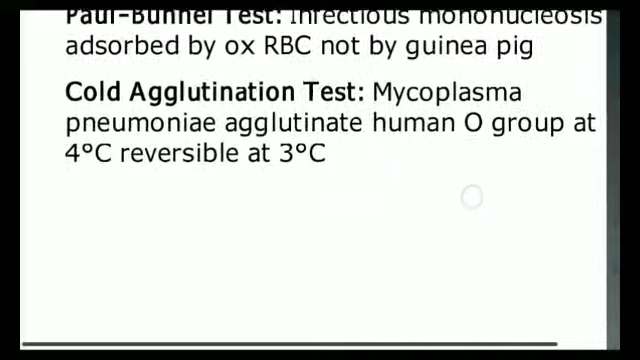 Paul-Bunnel Test: Infectious mononucleosis
adsorbed by ox RBC not by guinea pig
Cold Agglutination Test: Mycoplasma
pneumoniae agglutinate human O group at
4°C reversible at 3°C